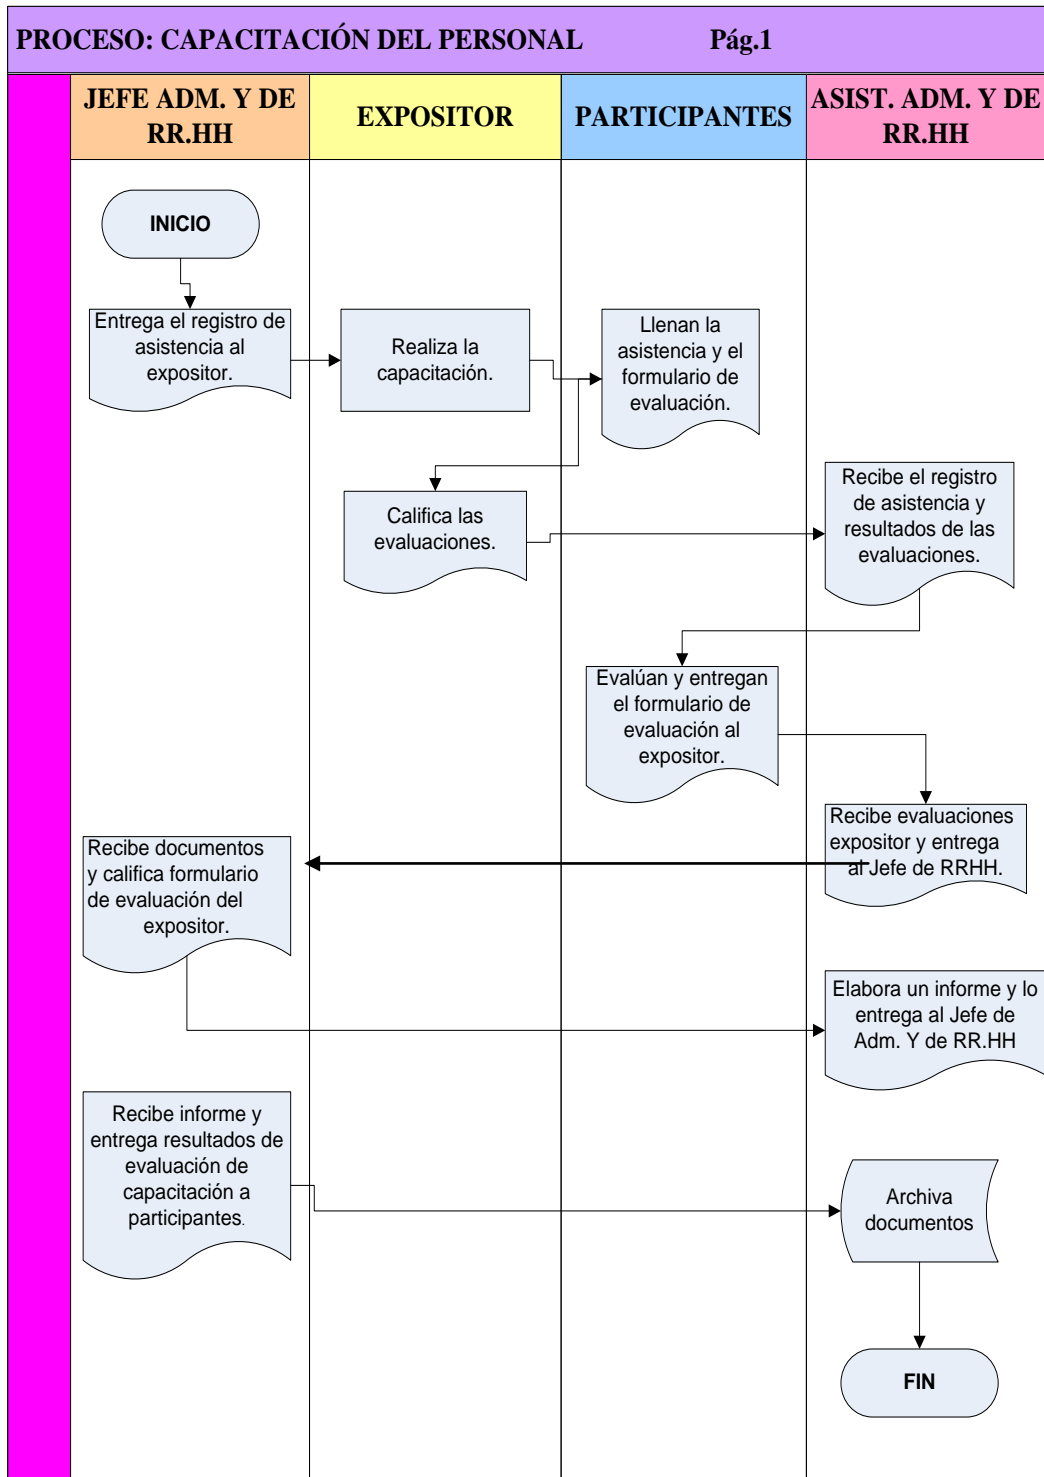 PROCESO: CAPACITACIÓN DEL PERSONAL Pág.1
JEFE ADM. Y DE
RR.HH
EXPOSITOR
PARTICIPANTES
ASIST. ADM. Y DE
RR.HH
INICIO
Entrega el registro de
asistencia al
expositor.
Realiza la
capacitación.
Llenan la
asistencia y el
formulario de
evaluación.
Califica las
evaluaciones.
Recibe el registro
de asistencia y
resultados de las
evaluaciones.
Evalúan y entregan
el formulario de
evaluación al
expositor.
Recibe evaluaciones
expositor y entrega
al Jefe de RRHH.
Recibe documentos
y califica formulario
de evaluación del
expositor.
Elabora un informe y lo
entrega al Jefe de
Adm. Y de RR.HH
Recibe informe y
entrega resultados de
evaluación de
capacitación a
participantes.
Archiva
documentos
FIN